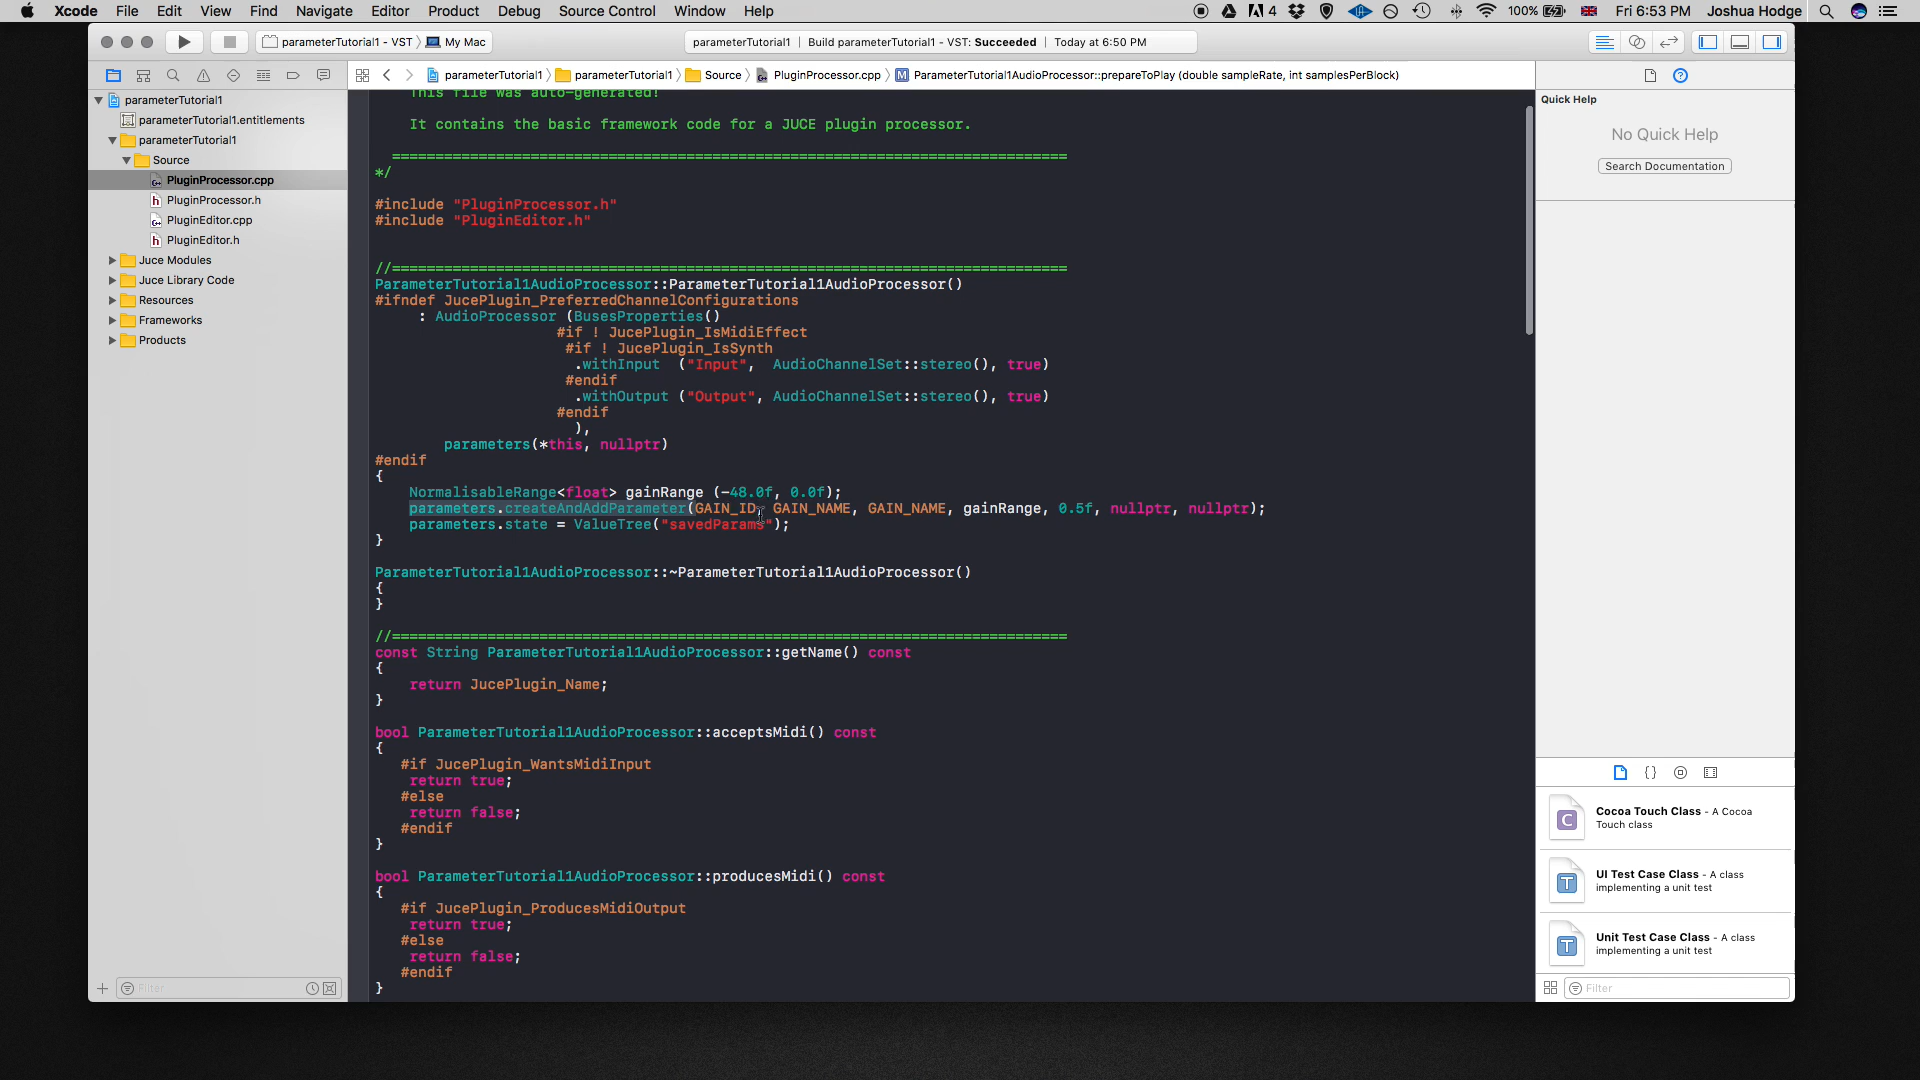 Xcode File Edit View Find Navigate Editor Product Debug Source Control Window Help 4 100% Fri 6:53 PM Joshua Hodge
parameterTutorial1 - VST My Mac parameterTutorial1 | Build parameterTutorial1 - VST: Succeeded | Today at 6:50 PM
parameterTutorial1 parameterTutorial1 Source PluginProcessor.cpp M ParameterTutorial1AudioProcessor::prepareToPlay (double sampleRate, int samplesPerBlock)
parameterTutorial1
parameterTutorial1.entitlements
parameterTutorial1
Source
PluginProcessor.cpp
h PluginProcessor.h
PluginEditor.cpp
h PluginEditor.h
Juce Modules
Juce Library Code
Resources
Frameworks
Products
Filter
This file was auto-generated!
It contains the basic framework code for a JUCE plugin processor.
==============================================================================
*/
#include "PluginProcessor.h"
#include "PluginEditor.h"
//==============================================================================
ParameterTutorial1AudioProcessor::ParameterTutorial1AudioProcessor()
#ifndef JucePlugin_PreferredChannelConfigurations
: AudioProcessor (BusesProperties()
#if ! JucePlugin_IsMidiEffect
#if ! JucePlugin_IsSynth
.withInput  ("Input",  AudioChannelSet::stereo(), true)
#endif
.withOutput ("Output", AudioChannelSet::stereo(), true)
#endif
),
parameters(*this, nullptr)
#endif
{
NormalisableRange<float> gainRange (-48.0f, 0.0f);
parameters.createAndAddParameter(GAIN_ID, GAIN_NAME, GAIN_NAME, gainRange, 0.5f, nullptr, nullptr);
parameters.state = ValueTree("savedParams");
}
ParameterTutorial1AudioProcessor::~ParameterTutorial1AudioProcessor()
{
}
//==============================================================================
const String ParameterTutorial1AudioProcessor::getName() const
{
return JucePlugin_Name;
}
bool ParameterTutorial1AudioProcessor::acceptsMidi() const
{
#if JucePlugin_WantsMidiInput
return true;
#else
return false;
#endif
}
bool ParameterTutorial1AudioProcessor::producesMidi() const
{
#if JucePlugin_ProducesMidiOutput
return true;
#else
return false;
#endif
}
Quick Help
No Quick Help
Search Documentation
{}
C Cocoa Touch Class - A Cocoa
Touch class
T UI Test Case Class - A class
implementing a unit test
T Unit Test Case Class - A class
implementing a unit test
Filter